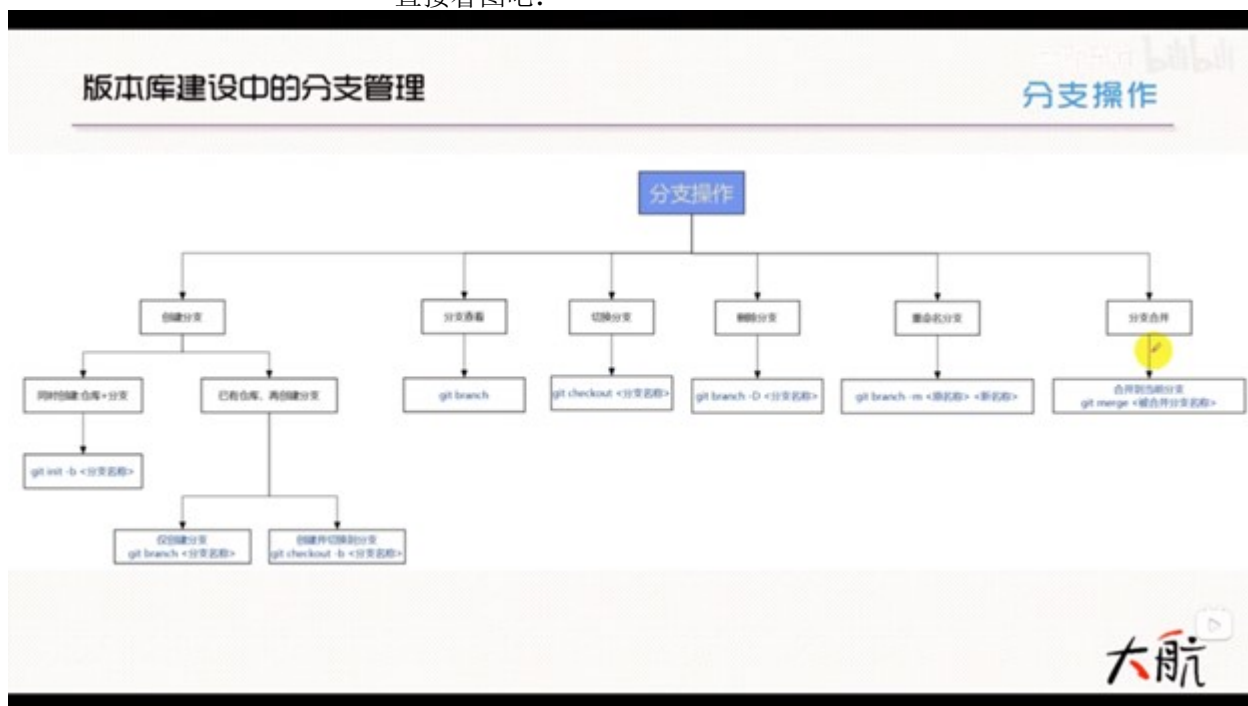 直接看图吧：
bilibili
版本库建设中的分支管理
分支操作
分支操作
创建分支
分支查看
切换分支
删除分支
重命名分支
分支合并
同时创建仓库+分支
已有仓库、再创建分支
git branch
git checkout <分支名称>
git branch -D <分支名称>
git branch -m <原名称> <新名称>
合并到当前分支
git merge <被合并分支名称>
git init -b <分支名称>
仅创建分支
git branch <分支名称>
创建并切换到分支
git checkout -b <分支名称>
大航